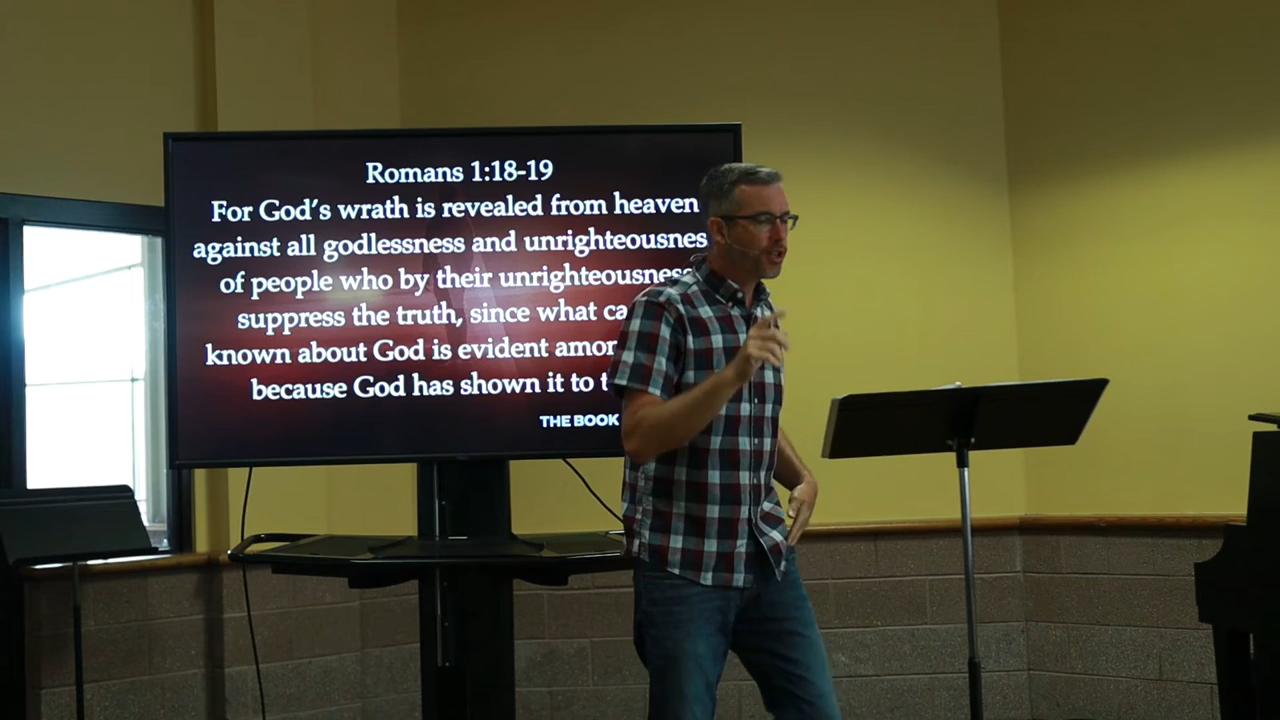 Romans 1:18-19
For God's wrath is revealed from heaven
against all godlessness and unrighteousnes
of people who by their unrighteousness
suppress the truth, since what
known about God is evident
because God has shown it to
THE BOOK